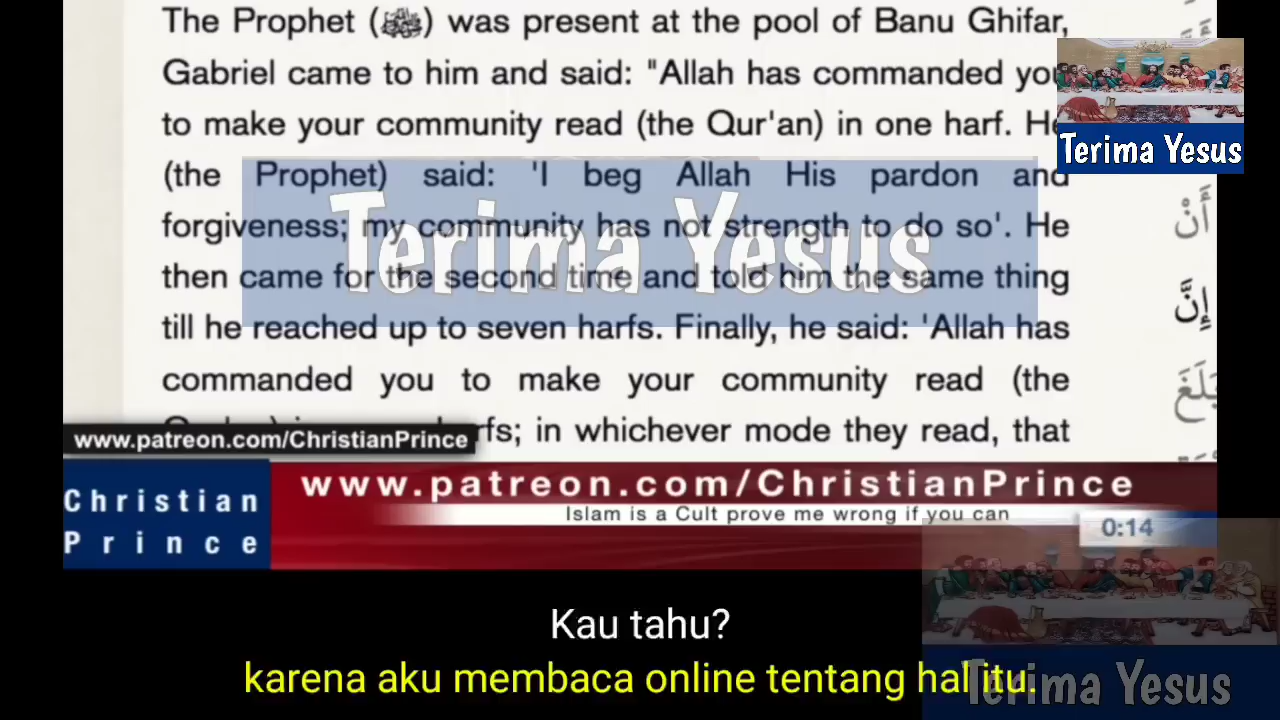 The Prophet (ﷺ) was present at the pool of Banu Ghifar,
Gabriel came to him and said: "Allah has commanded you
to make your community read (the Qur'an) in one harf. He
(the Prophet) said: 'I beg Allah His pardon and
forgiveness; my community has not strength to do so'. He
then came for the second time and told him the same thing
till he reached up to seven harfs. Finally, he said: 'Allah has
commanded you to make your community read (the
in whichever mode they read, that
Terima Yesus
Terima Yesus
أَنْ
إِنَّ
www.patreon.com/ChristianPrince
Christian
Prince
www.patreon.com/ChristianPrince
Islam is a Cult prove me wrong if you can
0:14
Kau tahu?
karena aku membaca online tentang hal itu.
Terima Yesus